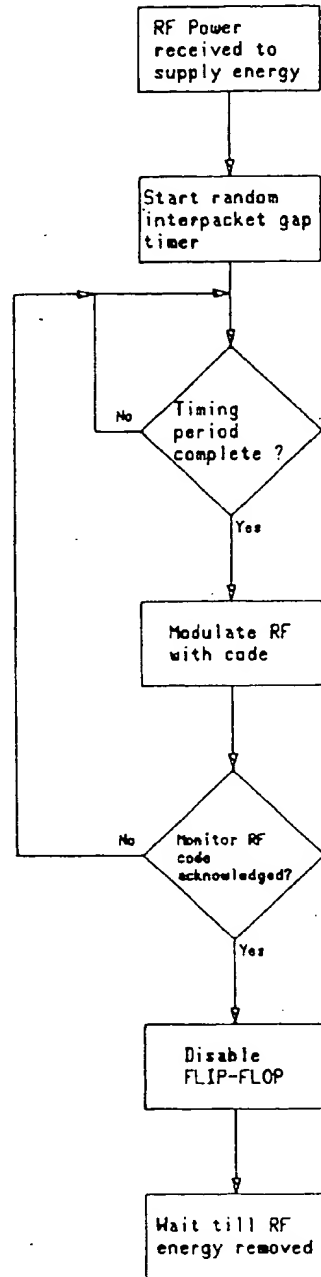 RF Power
received to
supply energy
Start random
interpacket gap
timer
No
Timing
period
complete ?
Yes
Modulate RF
with code
No
Monitor RF
code
acknowledged?
Yes
Disable
FLIP-FLOP
Wait till RF
energy removed